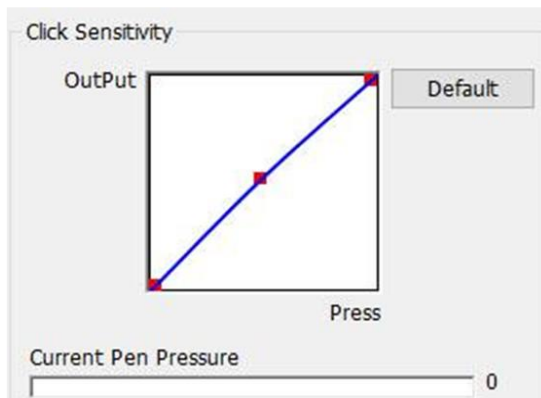 Click Sensitivity
OutPut
Default
Press
Current Pen Pressure
0